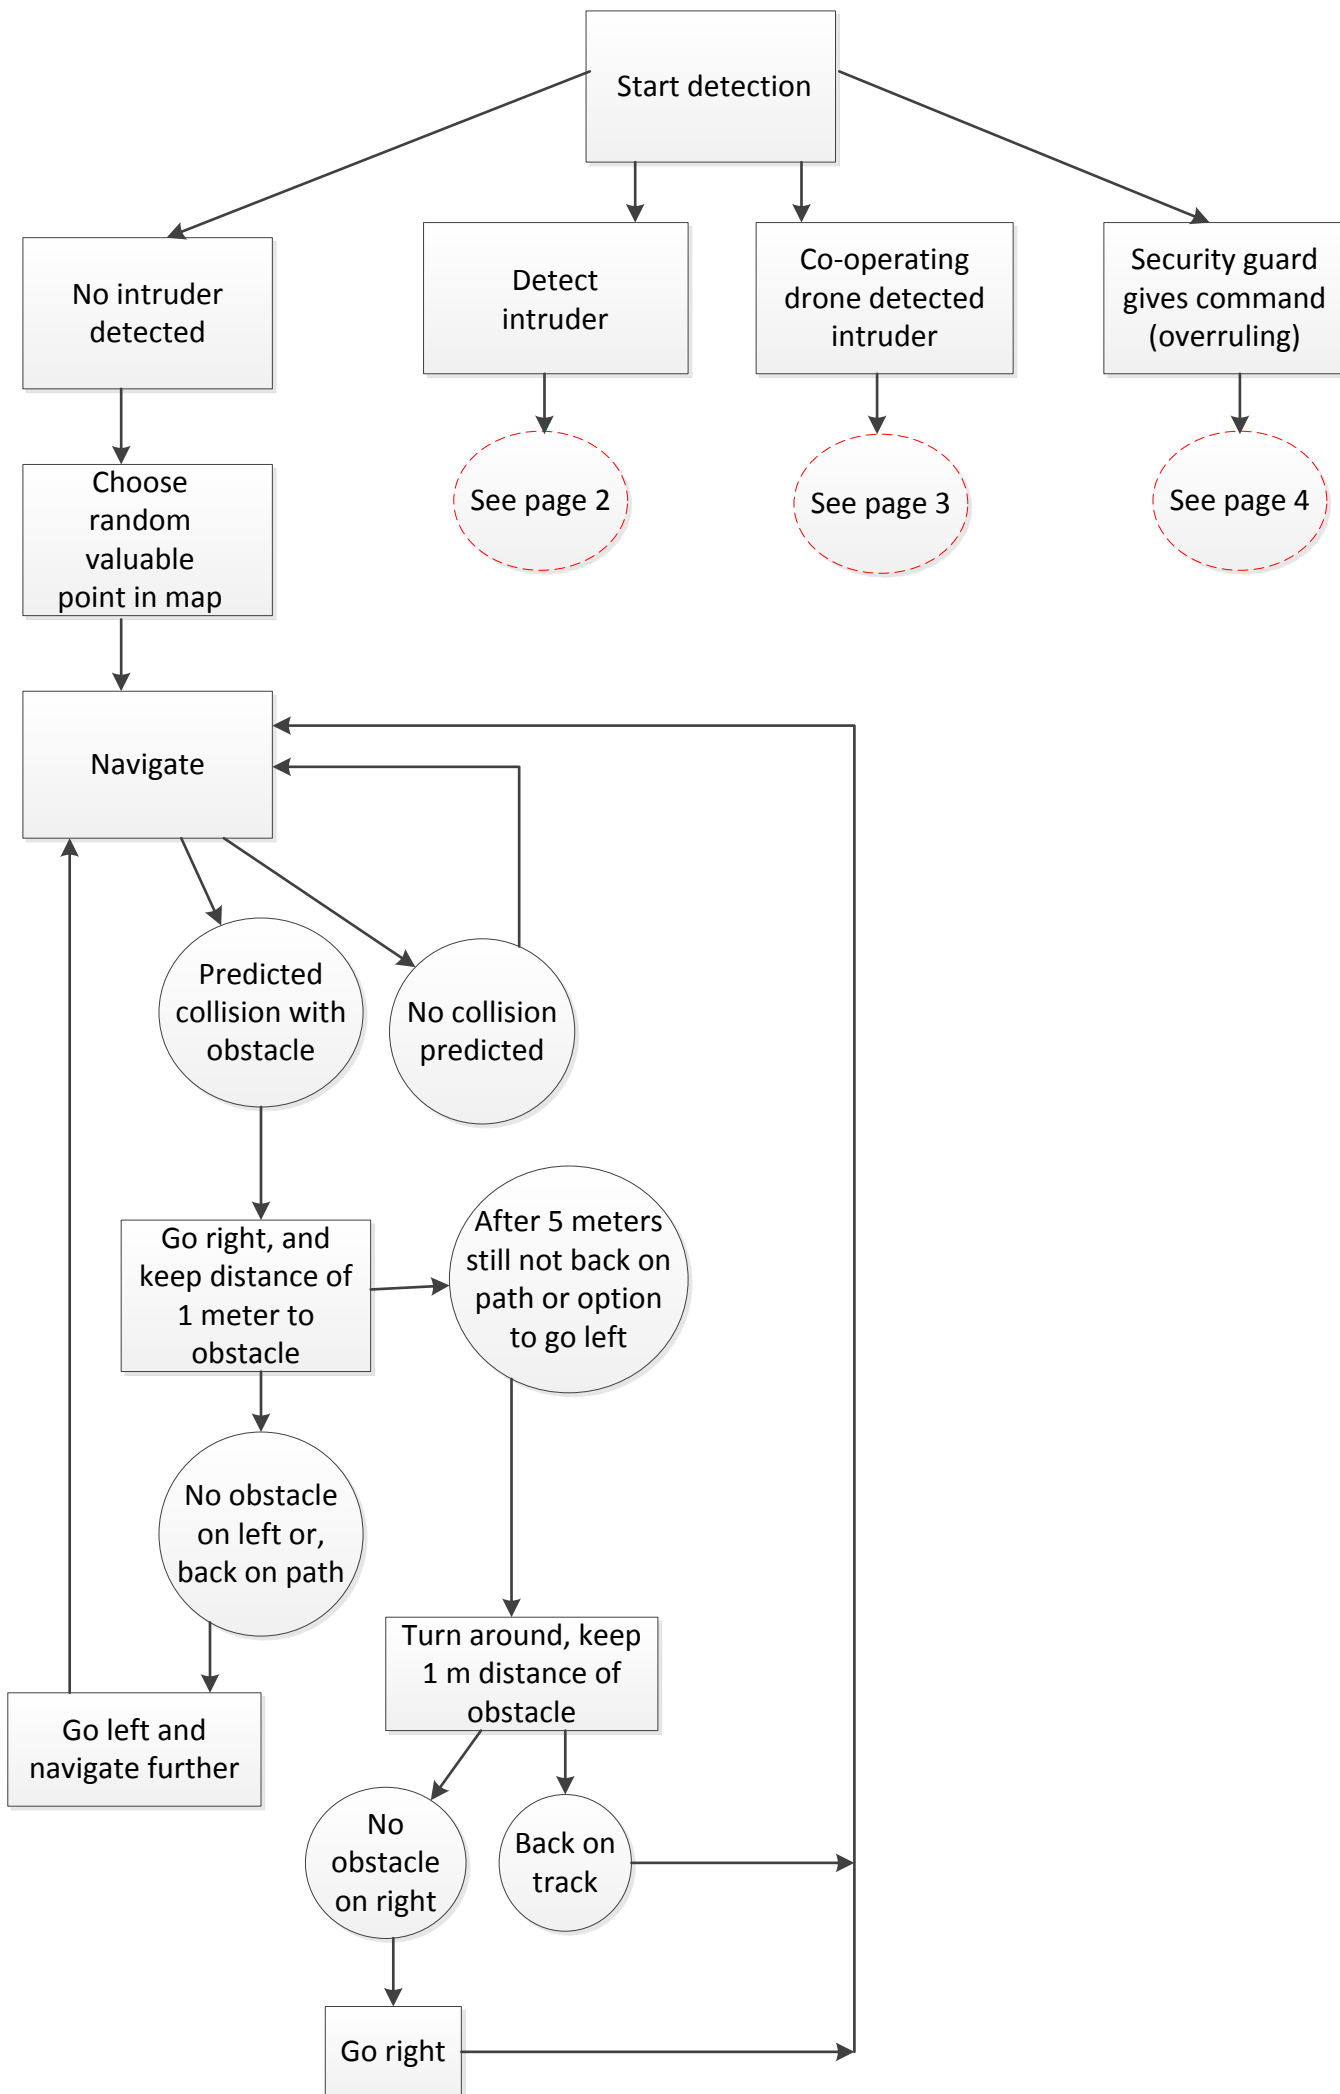 Start detection
No intruder
detected
Detect
intruder
Co-operating
drone detected
intruder
Security guard
gives command
(overruling)
Choose
random
valuable
point in map
See page 2
See page 3
See page 4
Navigate
Predicted
collision with
obstacle
No collision
predicted
Go right, and
keep distance of
1 meter to
obstacle
After 5 meters
still not back on
path or option
to go left
No obstacle
on left or,
back on path
Turn around, keep
1 m distance of
obstacle
Go left and
navigate further
No
obstacle
on right
Back on
track
Go right